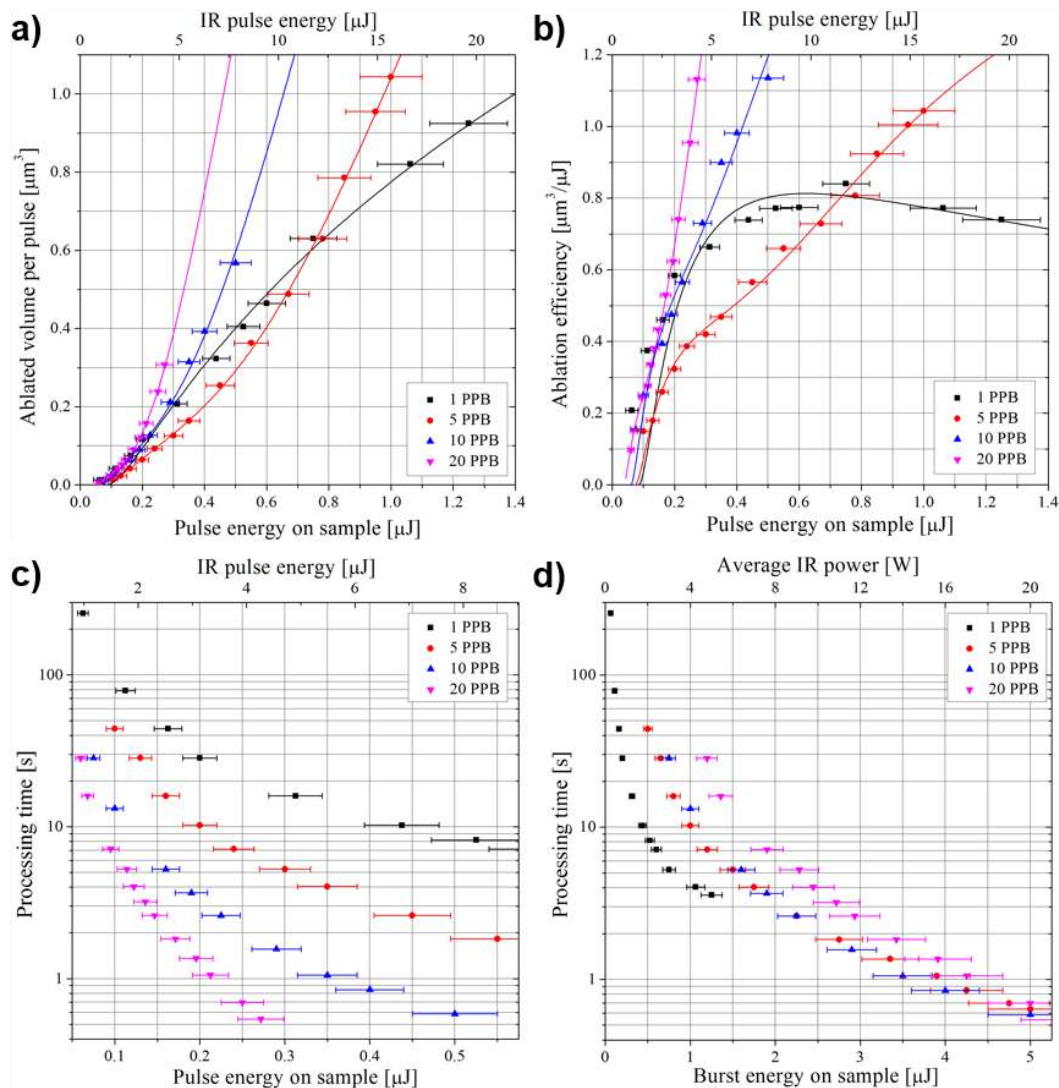 a)
IR pulse energy [µJ]
0 5 10 15 20
Ablated volume per pulse [µm³]
1.0
0.8
0.6
0.4
0.2
0.0
1 PPB
5 PPB
10 PPB
20 PPB
0.0 0.2 0.4 0.6 0.8 1.0 1.2 1.4
Pulse energy on sample [µJ]
b)
IR pulse energy [µJ]
0 5 10 15 20
Ablation efficiency [µm³/µJ]
1.2
1.0
0.8
0.6
0.4
0.2
0.0
1 PPB
5 PPB
10 PPB
20 PPB
0.0 0.2 0.4 0.6 0.8 1.0 1.2 1.4
Pulse energy on sample [µJ]
c)
IR pulse energy [µJ]
2 4 6 8
Processing time [s]
100
10
1
1 PPB
5 PPB
10 PPB
20 PPB
0.1 0.2 0.3 0.4 0.5
Pulse energy on sample [µJ]
d)
Average IR power [W]
0 4 8 12 16 20
Processing time [s]
100
10
1
1 PPB
5 PPB
10 PPB
20 PPB
0 1 2 3 4 5
Burst energy on sample [µJ]